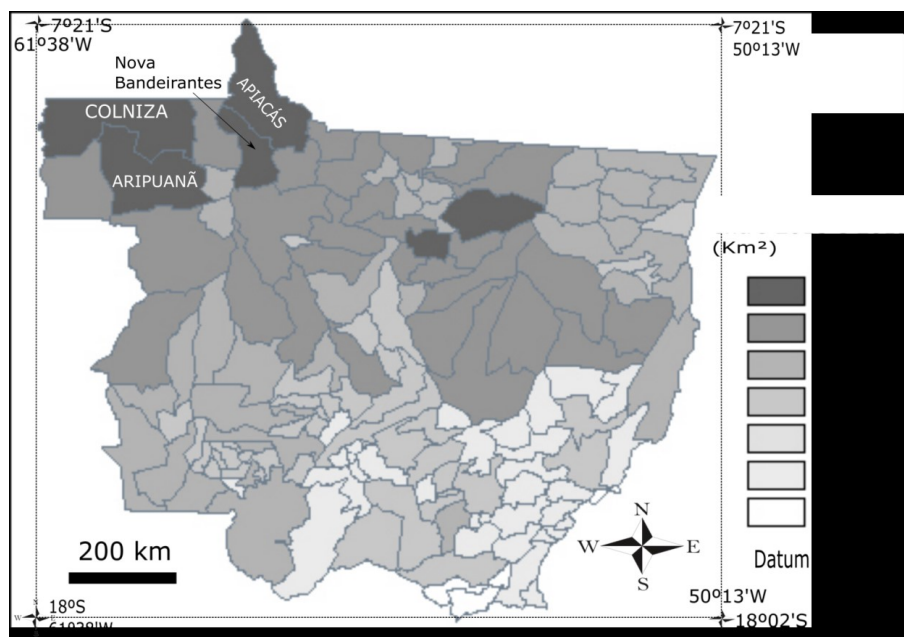 7º21'S
61º38'W
7º21'S
50º13'W
Nova
Bandeirantes
APIACÁS
COLNIZA
ARIPUANÃ
(Km²)
200 km
N
W
E
S
Datum
50º13'W
18ºS
18º02'S